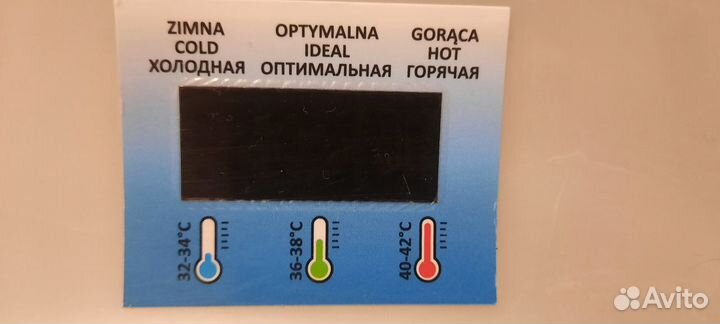 ZIMNA
COLD
ХОЛОДНАЯ
OPTYMALNA
IDEAL
ОПТИМАЛЬНАЯ
GORĄCA
HOT
ГОРЯЧАЯ
32-34°C
36-38°C
40-42°C
Avito